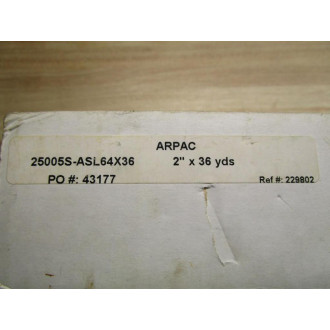 ARPAC
25005S-ASL64X36 2" x 36 yds
PO #: 43177 Ref #: 229802